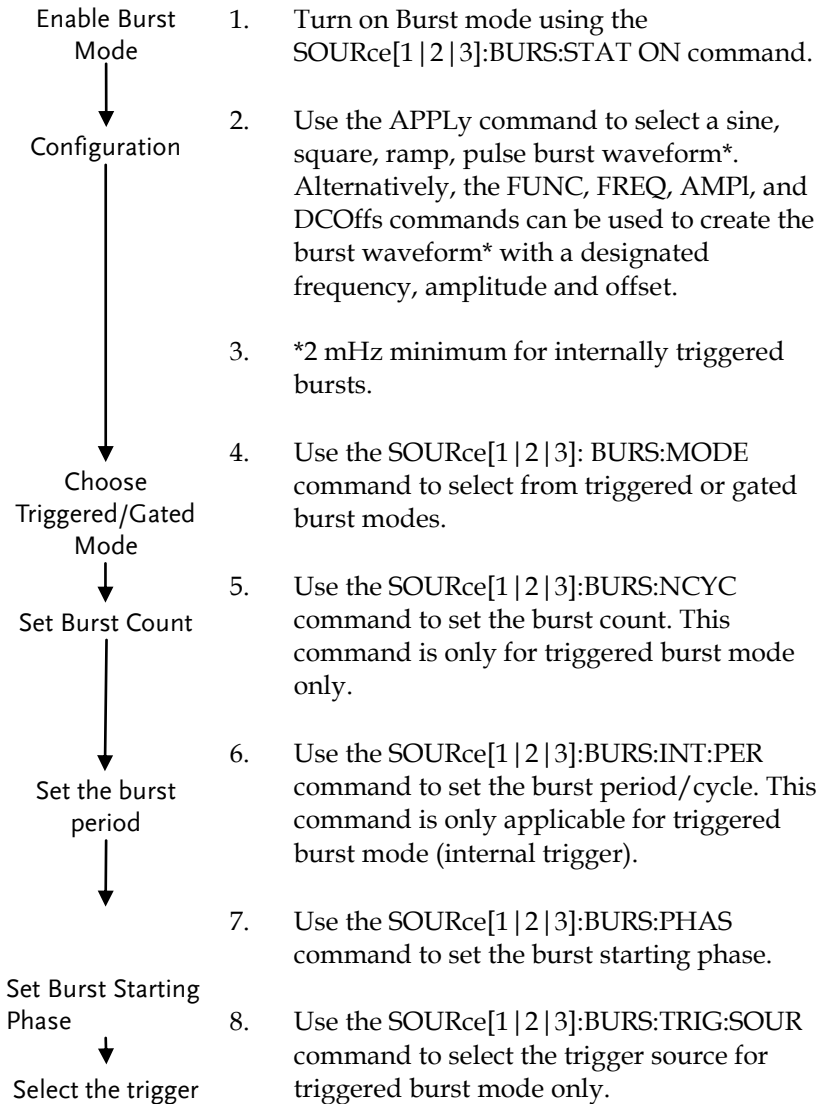 Enable Burst
Mode
1. Turn on Burst mode using the
SOURce[1|2|3]:BURS:STAT ON command.
Configuration
2. Use the APPLy command to select a sine,
square, ramp, pulse burst waveform*.
Alternatively, the FUNC, FREQ, AMPl, and
DCOffs commands can be used to create the
burst waveform* with a designated
frequency, amplitude and offset.
3. *2 mHz minimum for internally triggered
bursts.
Choose
Triggered/Gated
Mode
4. Use the SOURce[1|2|3]: BURS:MODE
command to select from triggered or gated
burst modes.
Set Burst Count
5. Use the SOURce[1|2|3]:BURS:NCYC
command to set the burst count. This
command is only for triggered burst mode
only.
Set the burst
period
6. Use the SOURce[1|2|3]:BURS:INT:PER
command to set the burst period/cycle. This
command is only applicable for triggered
burst mode (internal trigger).
Set Burst Starting
Phase
7. Use the SOURce[1|2|3]:BURS:PHAS
command to set the burst starting phase.
Select the trigger
8. Use the SOURce[1|2|3]:BURS:TRIG:SOUR
command to select the trigger source for
triggered burst mode only.